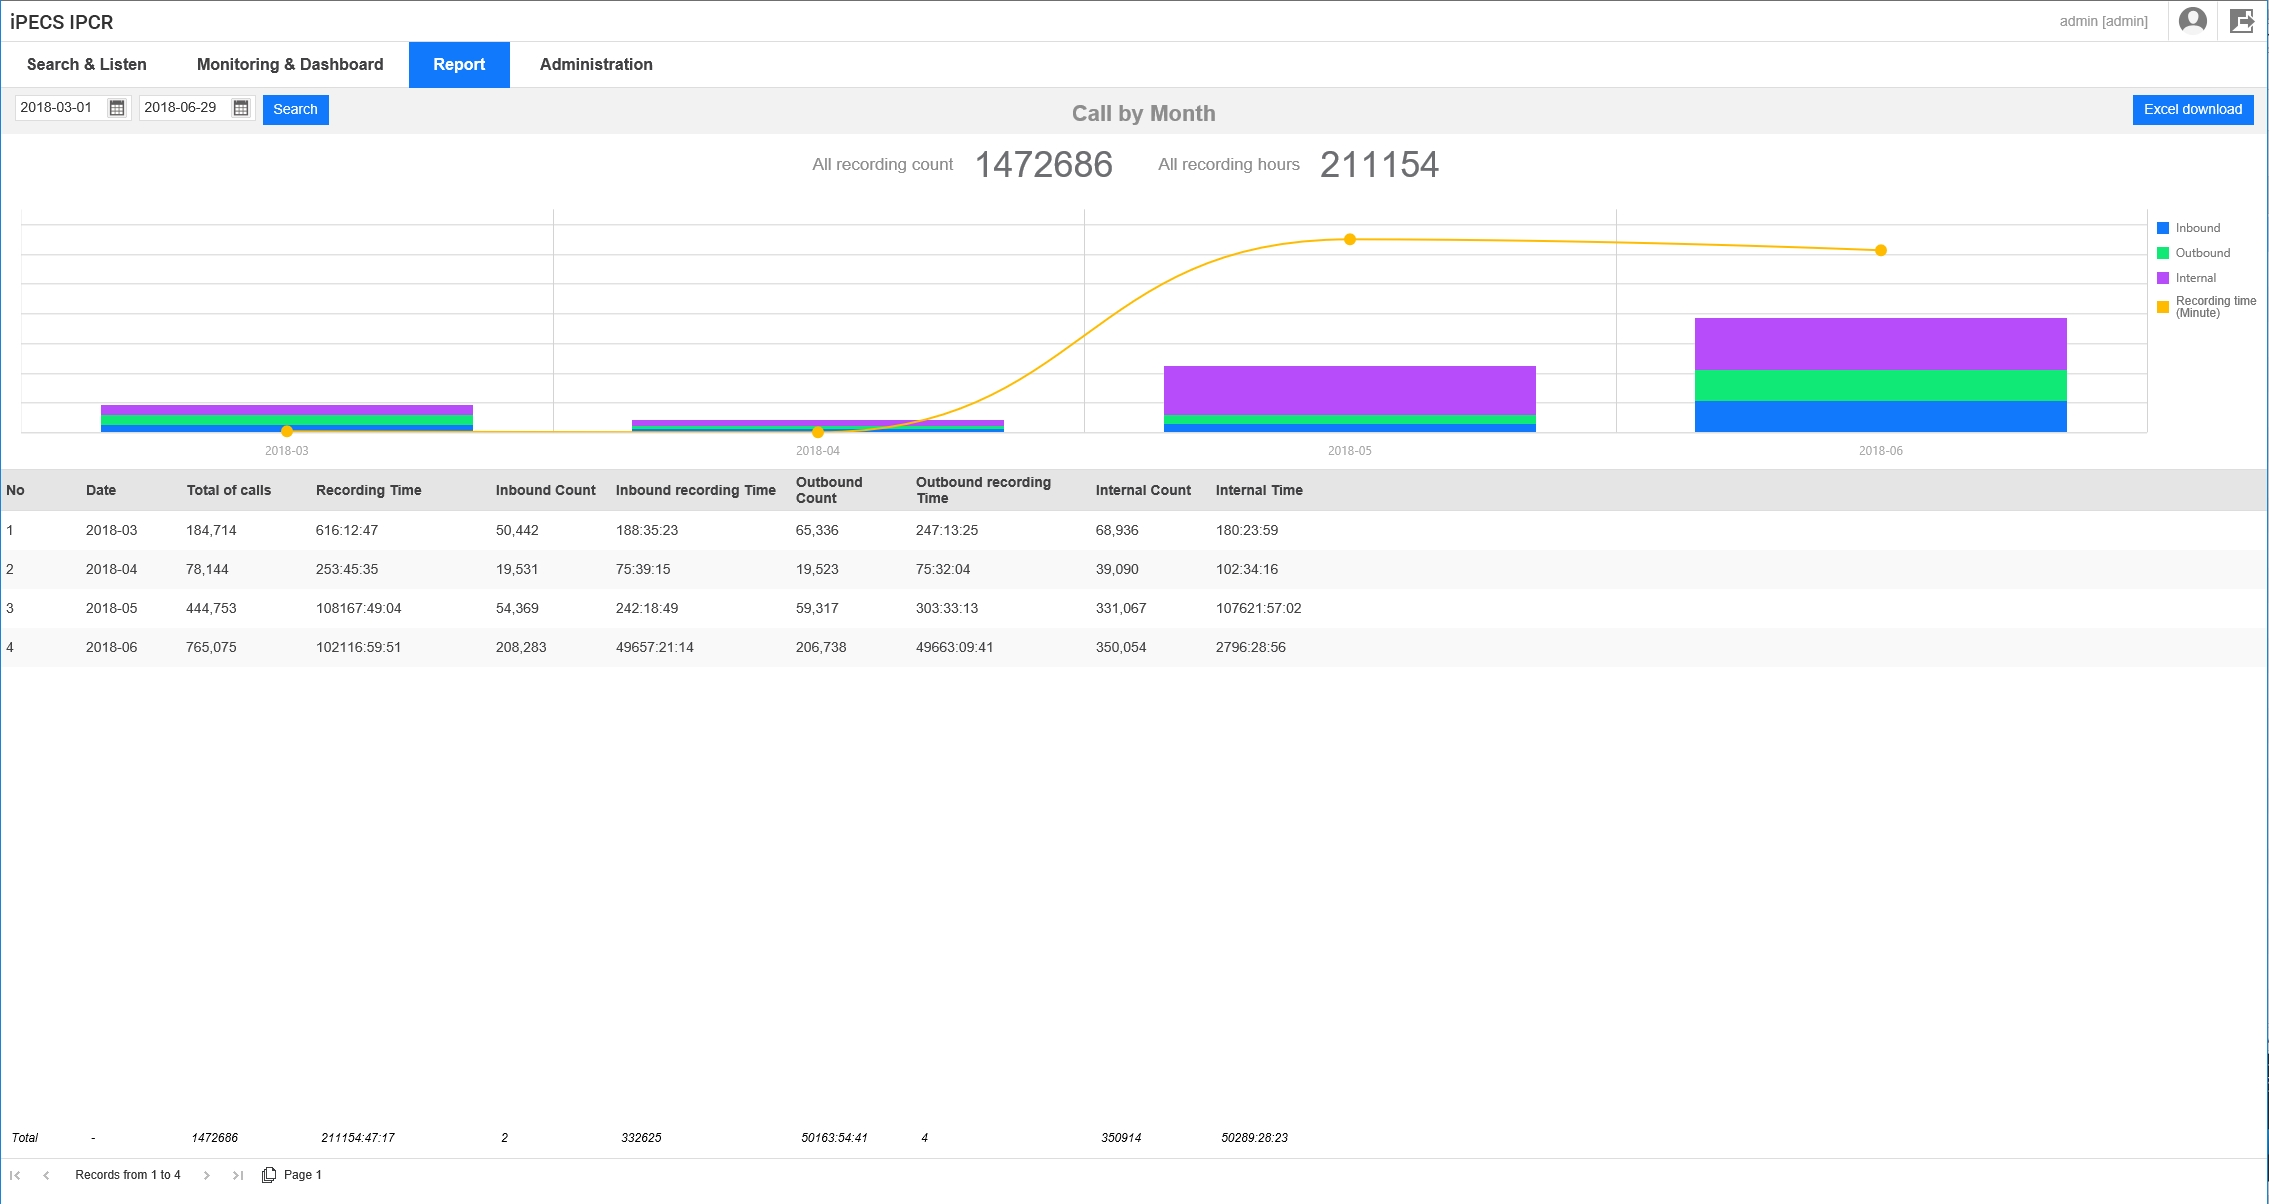 iPECS IPCR
admin [admin]
Search & Listen Monitoring & Dashboard Report Administration
2018-03-01 2018-06-29 Search Call by Month Excel download
All recording count 1472686 All recording hours 211154
Inbound
Outbound
Internal
Recording time
(Minute)
2018-03 2018-04 2018-05 2018-06
No Date Total of calls Recording Time Inbound Count Inbound recording Time Outbound Count Outbound recording Time Internal Count Internal Time
1 2018-03 184,714 616:12:47 50,442 188:35:23 65,336 247:13:25 68,936 180:23:59
2 2018-04 78,144 253:45:35 19,531 75:39:15 19,523 75:32:04 39,090 102:34:16
3 2018-05 444,753 108167:49:04 54,369 242:18:49 59,317 303:33:13 331,067 107621:57:02
4 2018-06 765,075 102116:59:51 208,283 49657:21:14 206,738 49663:09:41 350,054 2796:28:56
Total - 1472686 211154:47:17 2 332625 50163:54:41 4 350914 50289:28:23
Records from 1 to 4 Page 1